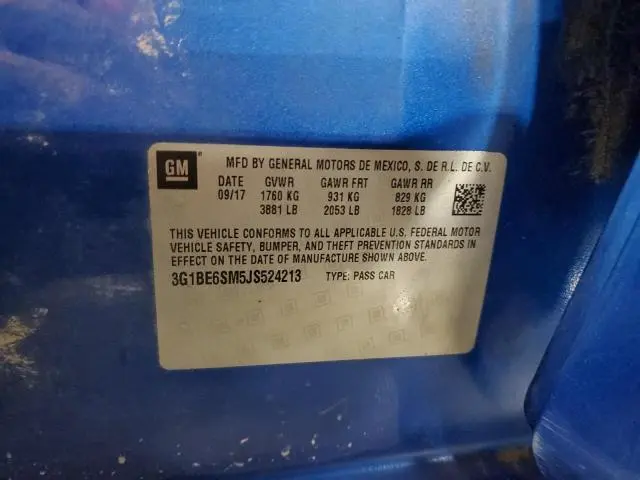 GM
MFD BY GENERAL MOTORS DE MEXICO, S. DE R.L. DE C.V.
DATE GVWR GAWR FRT GAWR RR
09/17 1760 KG 931 KG 829 KG
3881 LB 2053 LB 1828 LB
THIS VEHICLE CONFORMS TO ALL APPLICABLE U.S. FEDERAL MOTOR
VEHICLE SAFETY, BUMPER, AND THEFT PREVENTION STANDARDS IN
EFFECT ON THE DATE OF MANUFACTURE SHOWN ABOVE.
3G1BE6SM5JS524213 TYPE: PASS CAR